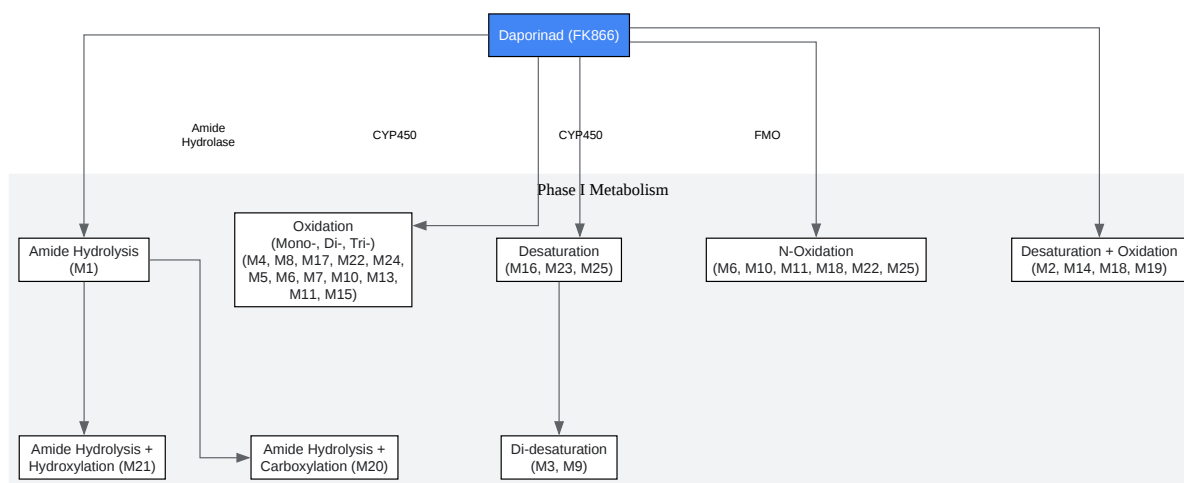 Daporinad (FK866)
Amide
Hydrolase
CYP450
CYP450
FMO
Phase I Metabolism
Amide Hydrolysis
(M1)
Oxidation
(Mono-, Di-, Tri-)
(M4, M8, M17, M22, M24,
M5, M6, M7, M10, M13,
M11, M15)
Desaturation
(M16, M23, M25)
N-Oxidation
(M6, M10, M11, M18, M22, M25)
Desaturation + Oxidation
(M2, M14, M18, M19)
Amide Hydrolysis +
Hydroxylation (M21)
Amide Hydrolysis +
Carboxylation (M20)
Di-desaturation
(M3, M9)